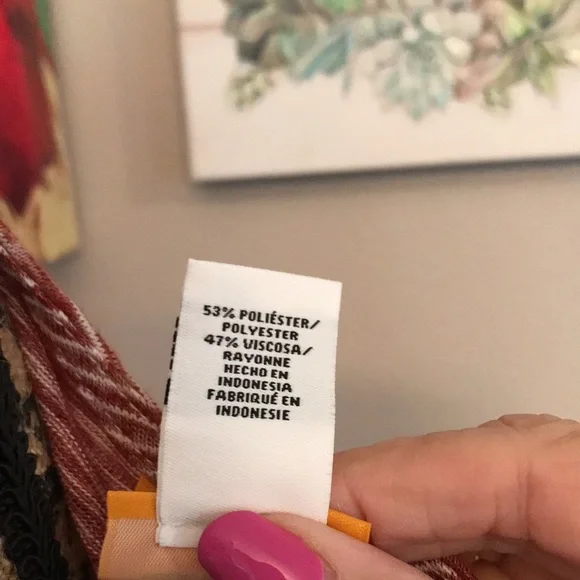 53% POLIÉSTER/
POLYESTER
47% VISCOSA/
RAYONNE
HECHO EN
INDONESIA
FABRIQUÉ EN
INDONESIE